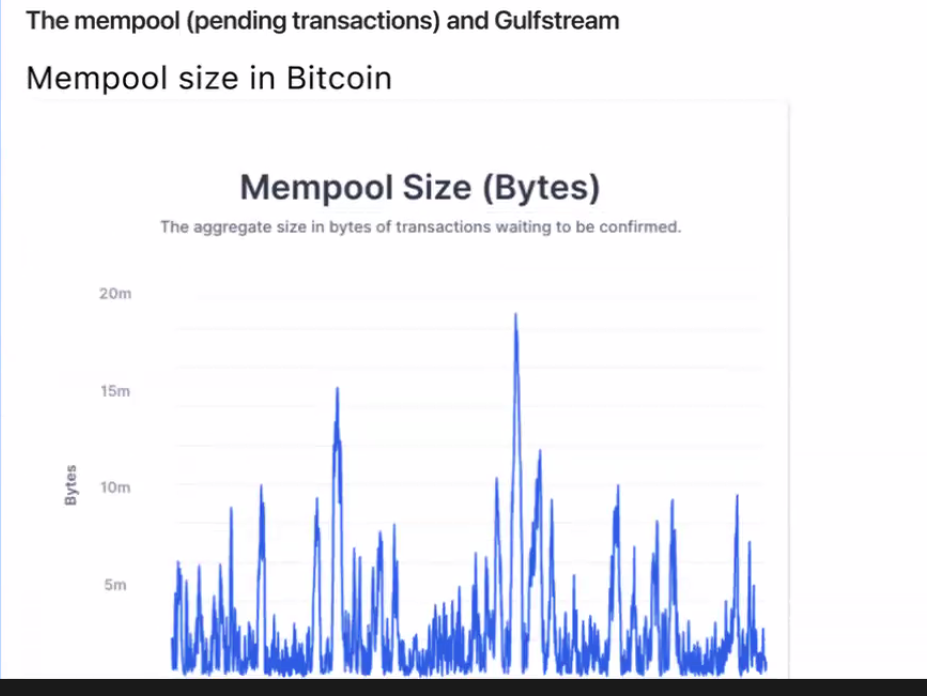 The mempool (pending transactions) and Gulfstream
Mempool size in Bitcoin
Mempool Size (Bytes)
The aggregate size in bytes of transactions waiting to be confirmed.
20m
15m
Bytes
10m
5m